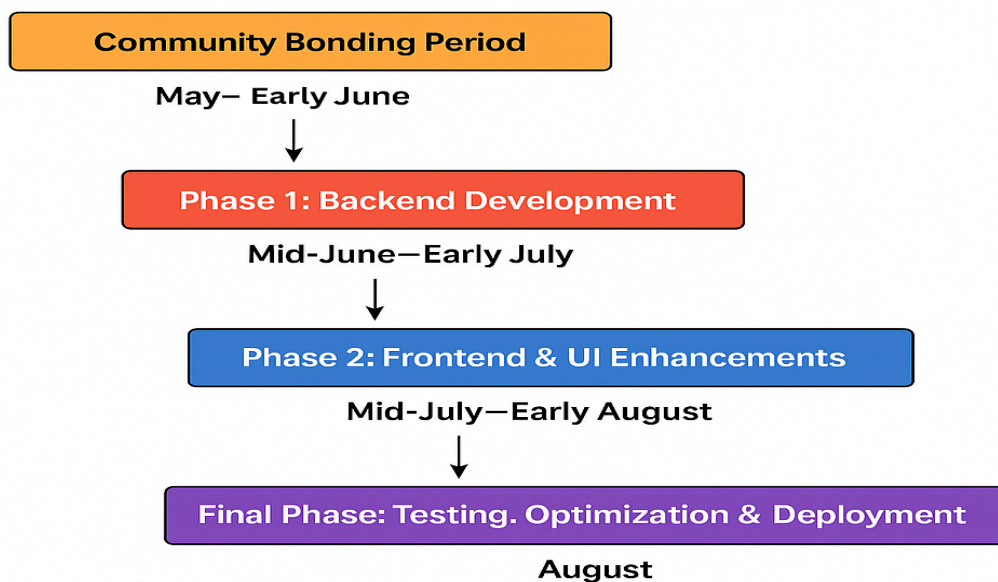 Community Bonding Period
May– Early June
Phase 1: Backend Development
Mid-June—Early July
Phase 2: Frontend & UI Enhancements
Mid-July—Early August
Final Phase: Testing. Optimization & Deployment
August